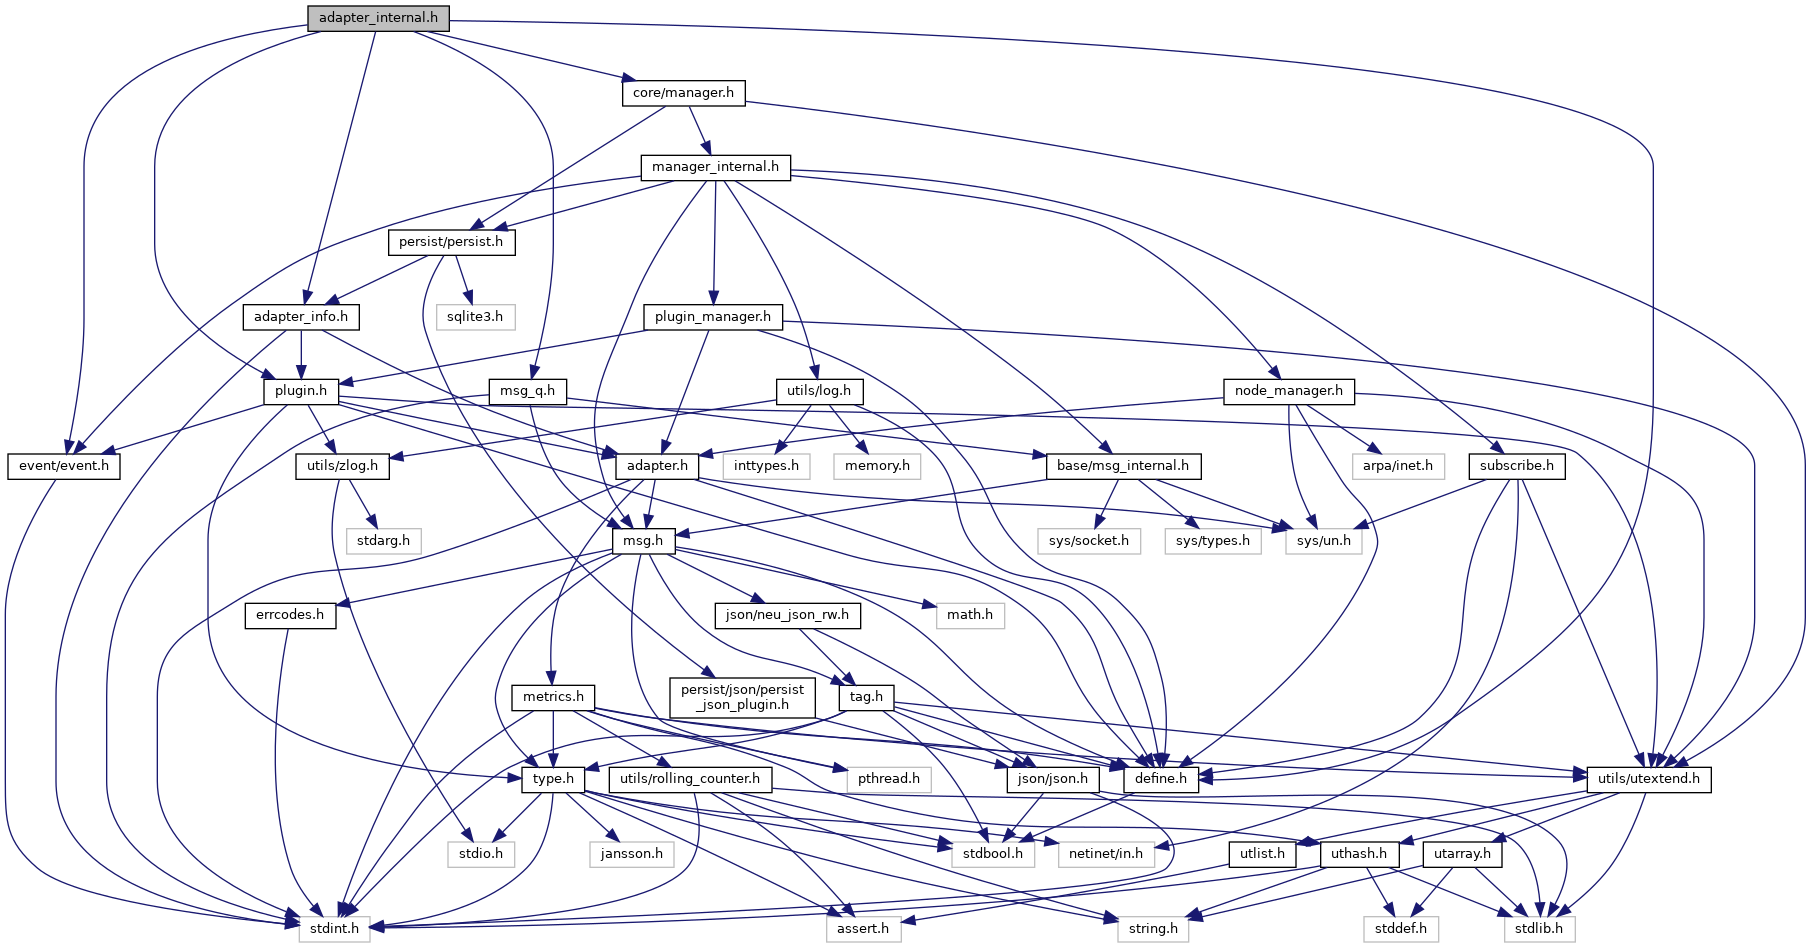 adapter_internal.h
core/manager.h
manager_internal.h
persist/persist.h
adapter_info.h
sqlite3.h
plugin_manager.h
plugin.h
msg_q.h
utils/log.h
node_manager.h
event/event.h
utils/zlog.h
adapter.h
inttypes.h
memory.h
base/msg_internal.h
arpa/inet.h
subscribe.h
stdarg.h
msg.h
sys/socket.h
sys/types.h
sys/un.h
errcodes.h
json/neu_json_rw.h
math.h
metrics.h
persist/json/persist
_json_plugin.h
tag.h
type.h
utils/rolling_counter.h
pthread.h
json/json.h
define.h
utils/utextend.h
stdio.h
jansson.h
stdbool.h
netinet/in.h
utlist.h
uthash.h
utarray.h
stdint.h
assert.h
string.h
stddef.h
stdlib.h